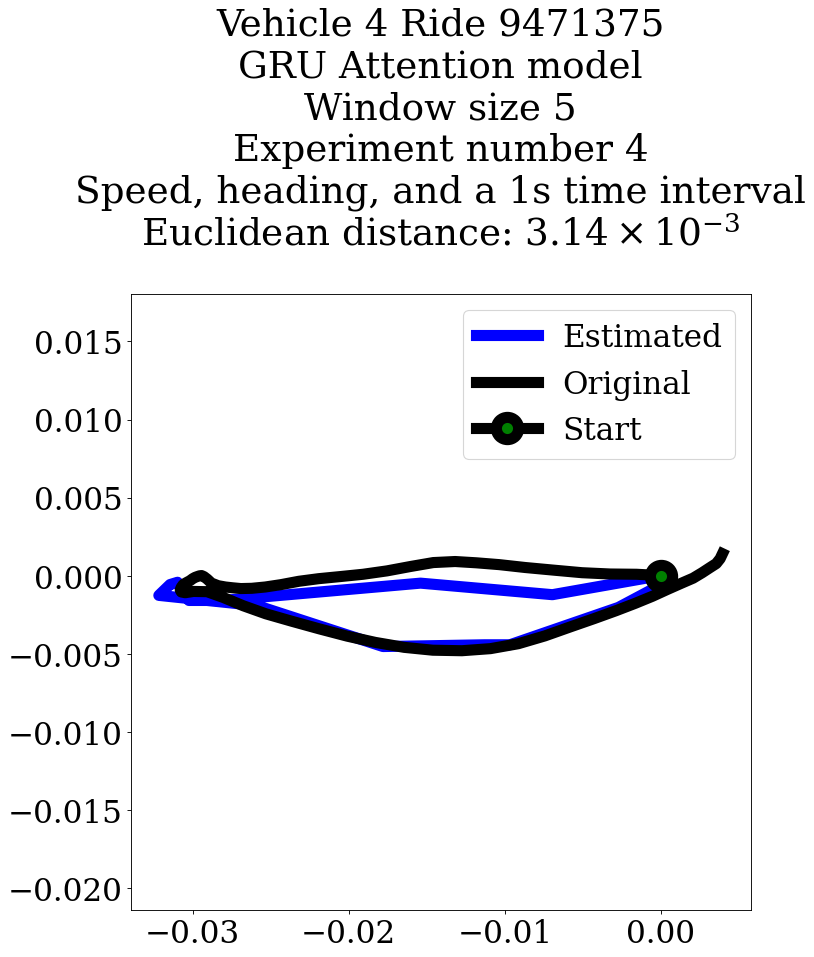 Vehicle 4 Ride 9471375
GRU Attention model
Window size 5
Experiment number 4
Speed, heading, and a 1s time interval
Euclidean distance: 3.14 × 10⁻³
Estimated
Original
Start
0.015
0.010
0.005
0.000
−0.005
−0.010
−0.015
−0.020
−0.03 −0.02 −0.01 0.00